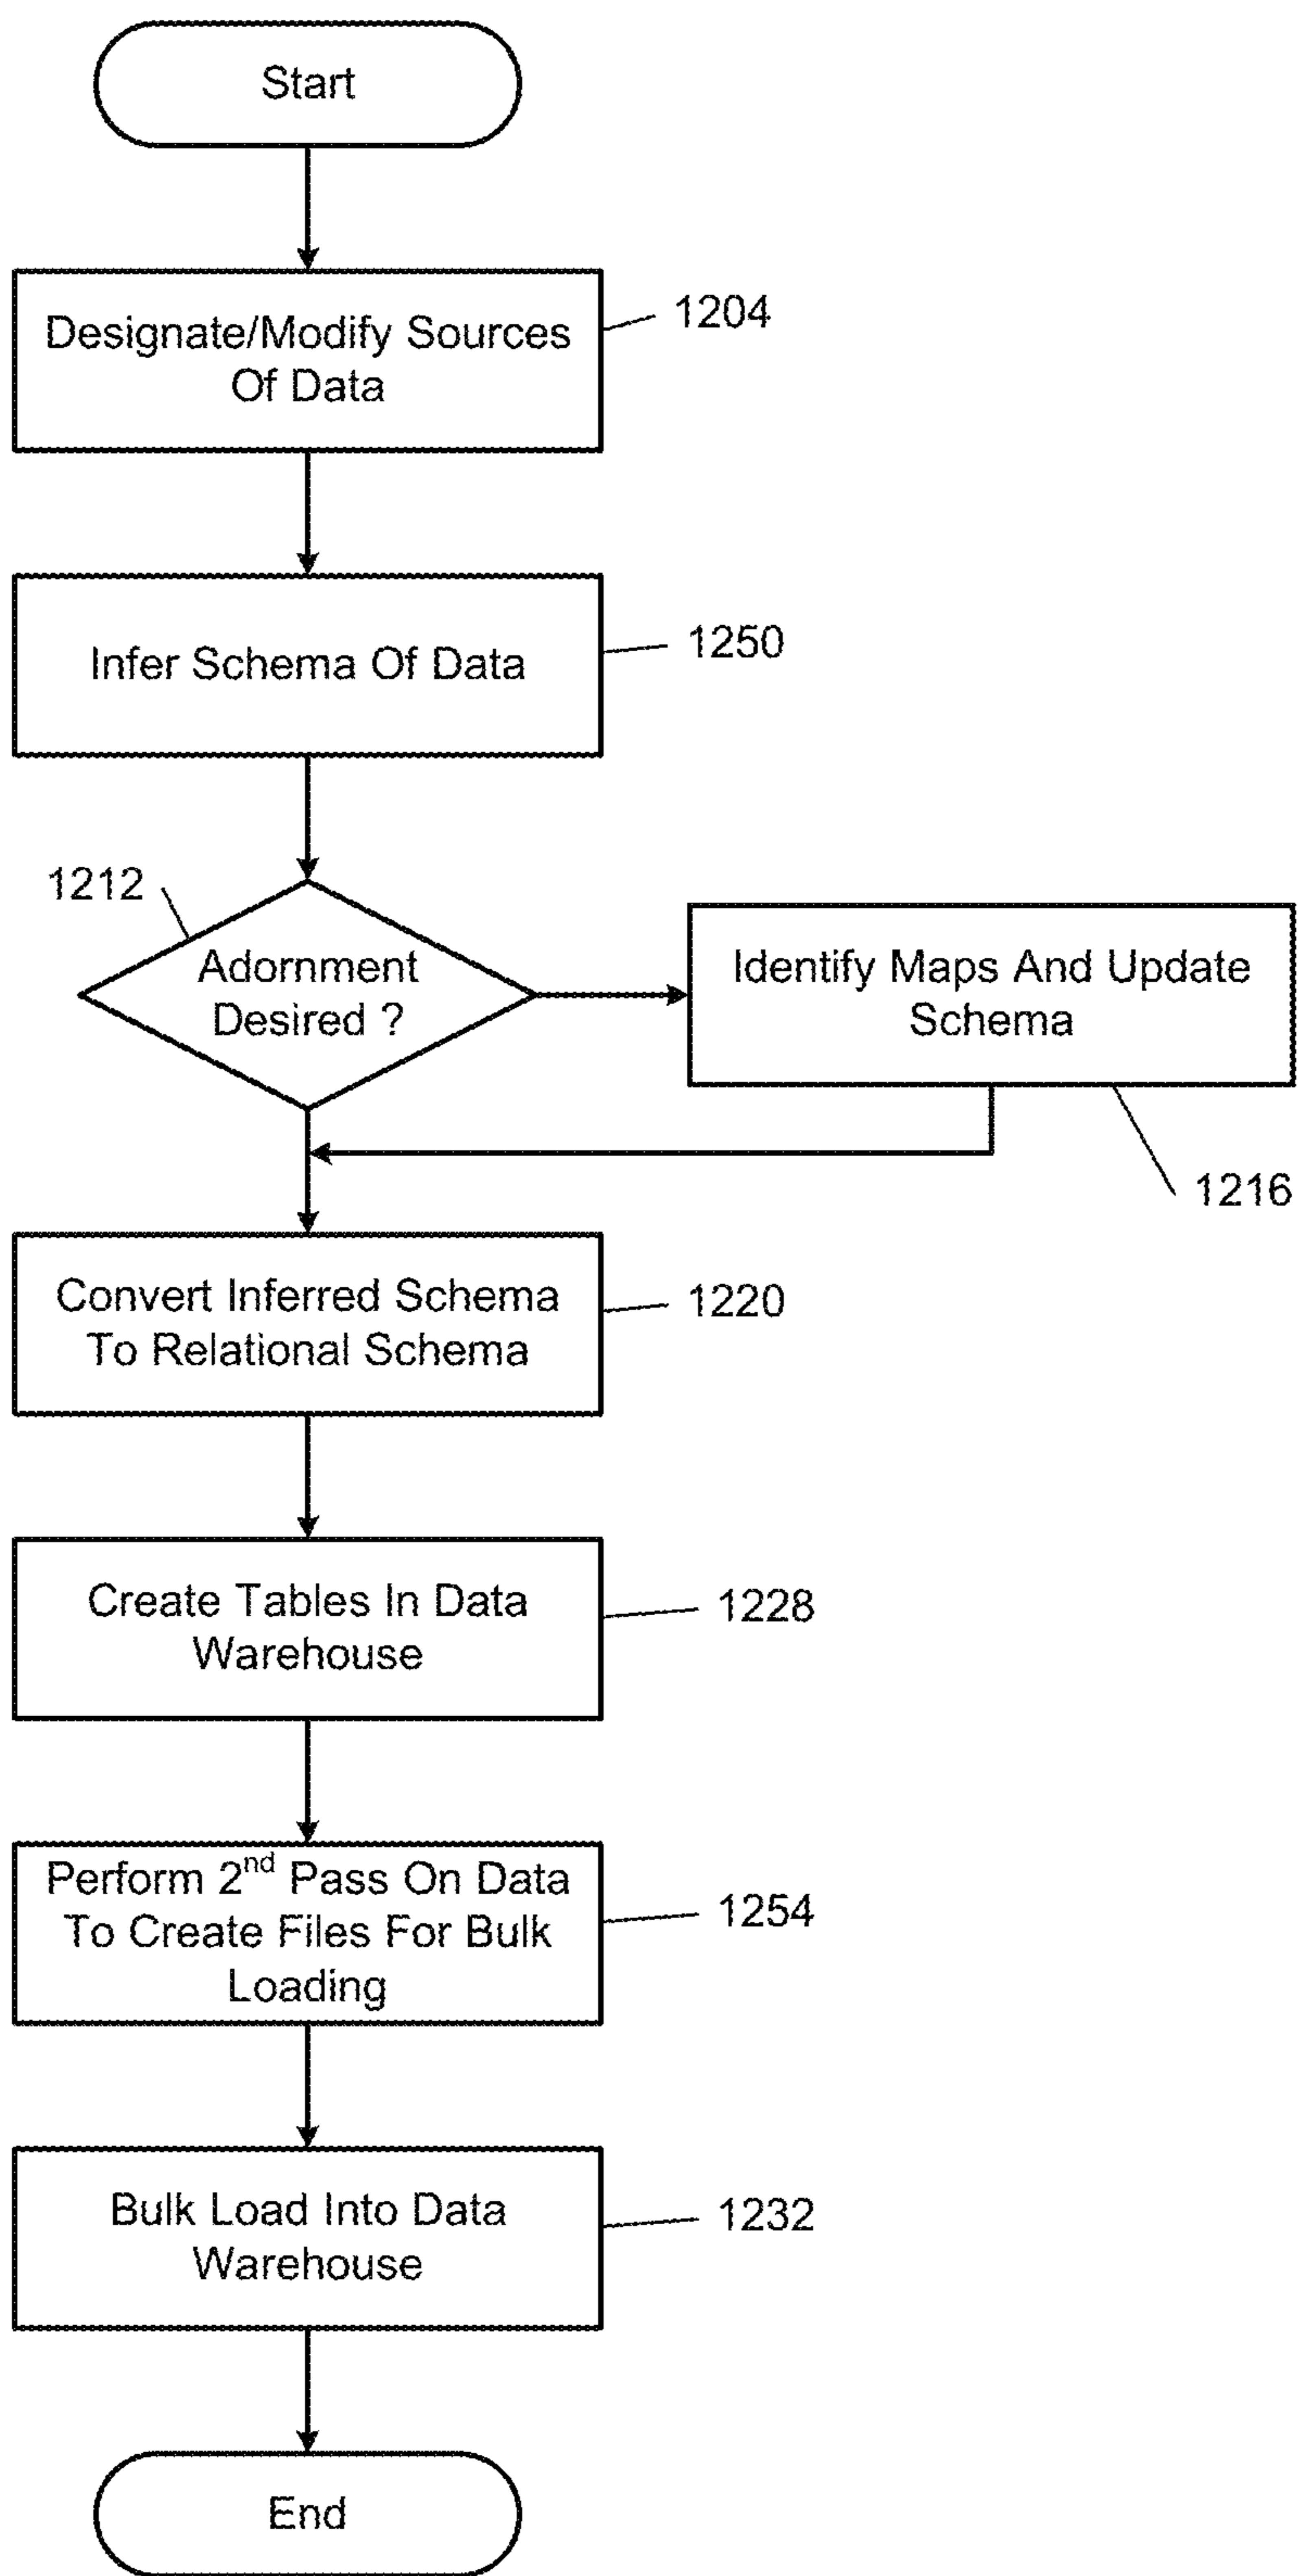 Start
Designate/Modify Sources
Of Data
1204
Infer Schema Of Data
1250
1212
Adornment
Desired ?
Identify Maps And Update
Schema
1216
Convert Inferred Schema
To Relational Schema
1220
Create Tables In Data
Warehouse
1228
Perform 2nd Pass On Data
To Create Files For Bulk
Loading
1254
Bulk Load Into Data
Warehouse
1232
End